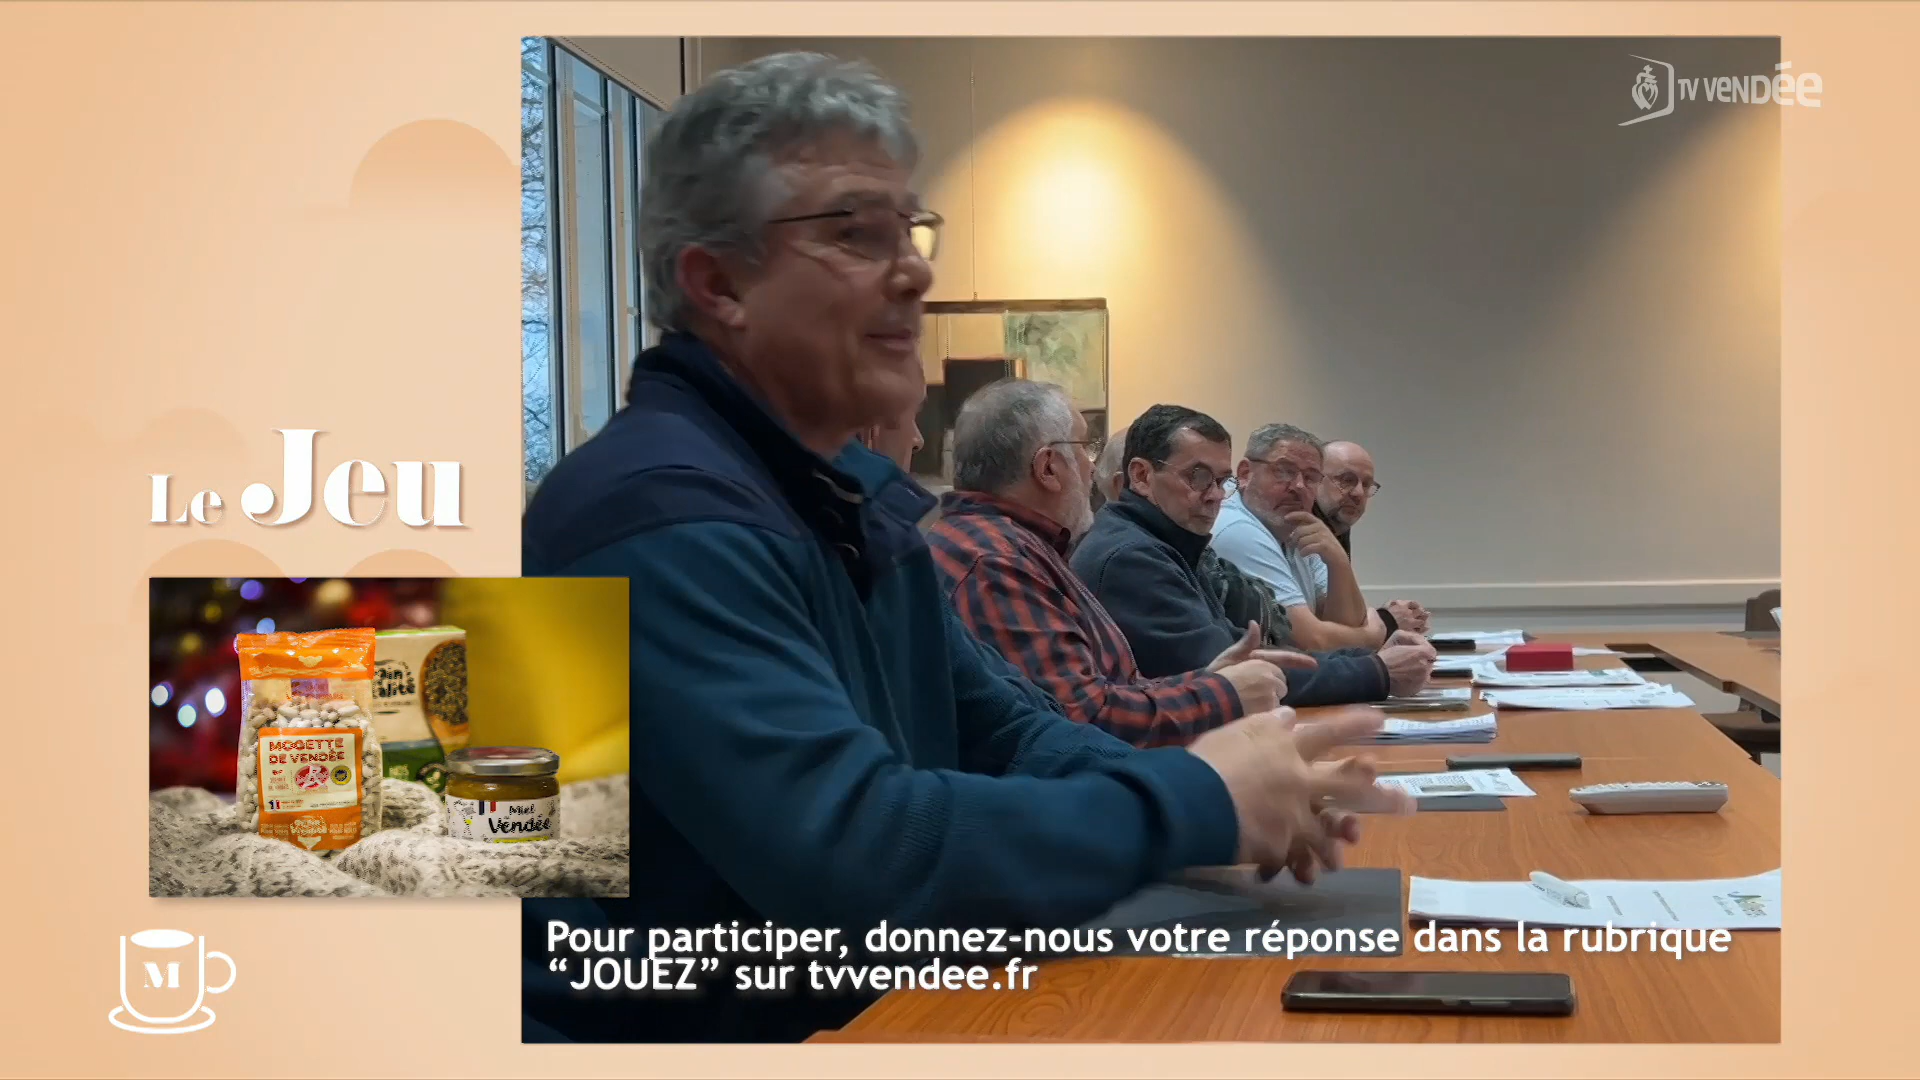 TV VENDÉE
Le Jeu
MOGETTE
DE VENDÉE
Miel
Vendée
M
Pour participer, donnez-nous votre réponse dans la rubrique
“JOUEZ” sur tvvendee.fr